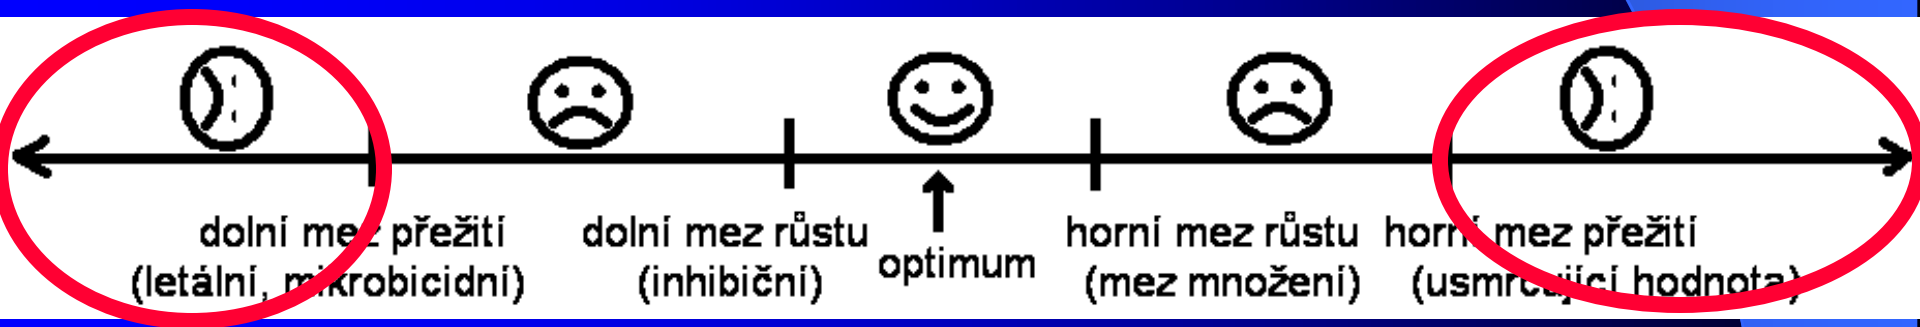 dolní mez přežití
(letální, mikrobicidní)
dolní mez růstu
(inhibiční)
optimum
horní mez růstu
(mez množení)
horní mez přežití
(usmrcující hodnota)